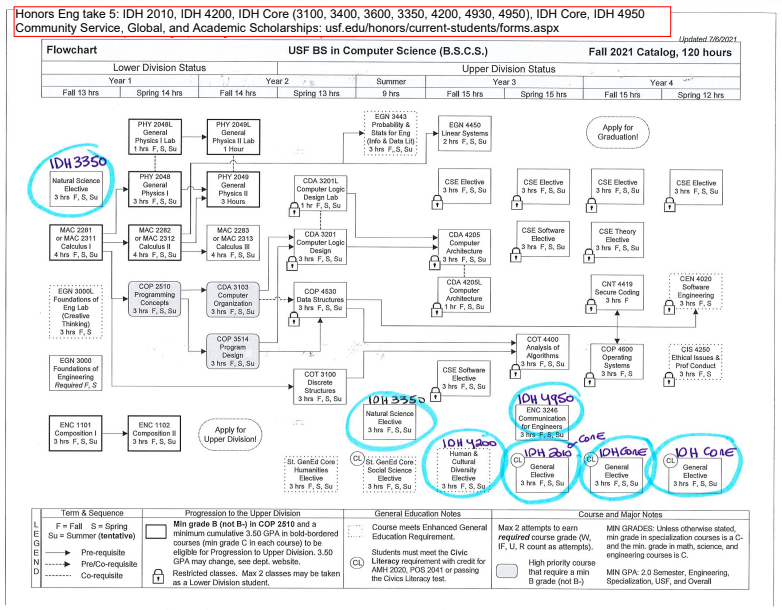 Honors Eng take 5: IDH 2010, IDH 4200, IDH Core (3100, 3400, 3600, 3350, 4200, 4930, 4950), IDH Core, IDH 4950
Community Service, Global, and Academic Scholarships: usf.edu/honors/current-students/forms.aspx
Updated 7/6/2021
Flowchart
USF BS in Computer Science (B.S.C.S.)
Fall 2021 Catalog, 120 hours
Lower Division Status
Upper Division Status
Year 1
Year 2
Summer
Year 3
Year 4
Fall 13 hrs
Spring 14 hrs
Fall 14 hrs
Spring 13 hrs
9 hrs
Fall 15 hrs
Spring 15 hrs
Fall 15 hrs
Spring 12 hrs
PHY 2048L
General
Physics I Lab
1 hrs F, S, Su
PHY 2049L
General
Physics II Lab
1 Hour
EGN 3443
Probability &
Stats for Eng
(Info & Data Lit)
3 hrs F, S, Su
EGN 4450
Linear Systems
2 hrs F, S, Su
Apply for
Graduation!
IDH 3350
Natural Science
Elective
3 hrs F, S, Su
PHY 2048
General
Physics I
3 hrs F, S, Su
PHY 2049
General
Physics II
3 Hours
CDA 3201L
Computer Logic
Design Lab
1 hr F, S, Su
CSE Elective
3 hrs F, S, Su
CSE Elective
3 hrs F, S, Su
CSE Elective
3 hrs F, S, Su
CSE Elective
3 hrs F, S, Su
MAC 2281
or MAC 2311
Calculus I
4 hrs F, S, Su
MAC 2282
or MAC 2312
Calculus II
4 hrs F, S, Su
MAC 2283
or MAC 2313
Calculus III
4 hrs F, S, Su
CDA 3201
Computer Logic
Design
3 hrs F, S, Su
CDA 4205
Computer
Architecture
3 hrs F, S, Su
CSE Software
Elective
3 hrs F, S, Su
CSE Theory
Elective
3 hrs F, S, Su
EGN 3000L
Foundations of
Eng Lab
(Creative
Thinking)
3 hrs F, S
COP 2510
Programming
Concepts
3 hrs F, S, Su
CDA 3103
Computer
Organization
3 hrs F, S, Su
COP 4530
Data Structures
3 hrs F, S, Su
CDA 4205L
Computer
Architecture
1 hr F, S, Su
CNT 4419
Secure Coding
3 hrs F
CEN 4020
Software
Engineering
3 hrs F, S
COP 3514
Program
Design
3 hrs F, S, Su
EGN 3000
Foundations of
Engineering
Required F, S
COT 3100
Discrete
Structures
3 hrs F, S, Su
CSE Software
Elective
3 hrs F, S, Su
COT 4400
Analysis of
Algorithms
3 hrs F, S, Su
COP 4600
Operating
Systems
3 hrs F, S
CIS 4250
Ethical Issues &
Prof Conduct
3 hrs F, S
ENC 1101
Composition I
3 hrs F, S, Su
ENC 1102
Composition II
3 hrs F, S, Su
Apply for
Upper Division!
IDH 3350
Natural Science
Elective
3 hrs F, S, Su
IDH 4950
ENC 3246
Communication
for Engineers
3 hrs F, S, Su
St. GenEd Core
Humanities
Elective
3 hrs F, S, Su
CL
St. GenEd Core
Social Science
Elective
3 hrs F, S, Su
IDH 4200
Human &
Cultural
Diversity
Elective
3 hrs F, S, Su
or CORE
IDH 2010
CL
General
Elective
3 hrs F, S, Su
IDH CORE
CL
General
Elective
3 hrs F, S, Su
IDH CORE
CL
General
Elective
3 hrs F, S, Su
LEGEND
Term & Sequence
F = Fall S = Spring
Su = Summer (tentative)
Pre-requisite
Pre/Co-requisite
Co-requisite
Progression to the Upper Division
Min grade B (not B-) in COP 2510 and a
minimum cumulative 3.50 GPA in bold-bordered
courses (min grade C in each course) to be
eligible for Progression to Upper Division. 3.50
GPA may change, see dept. website.
Restricted classes. Max 2 classes may be taken
as a Lower Division student.
General Education Notes
Course meets Enhanced General
Education Requirement.
CL
Students must meet the Civic
Literacy requirement with credit for
AMH 2020, POS 2041 or passing
the Civics Literacy test.
Course and Major Notes
Max 2 attempts to earn
required course grade (W,
IF, U, R count as attempts).
High priority course
that require a min
B grade (not B-)
MIN GRADES: Unless otherwise stated,
min grade in specialization courses is a C-
and the min. grade in math, science, and
engineering courses is C.
MIN GPA: 2.0 Semester, Engineering,
Specialization, USF, and Overall